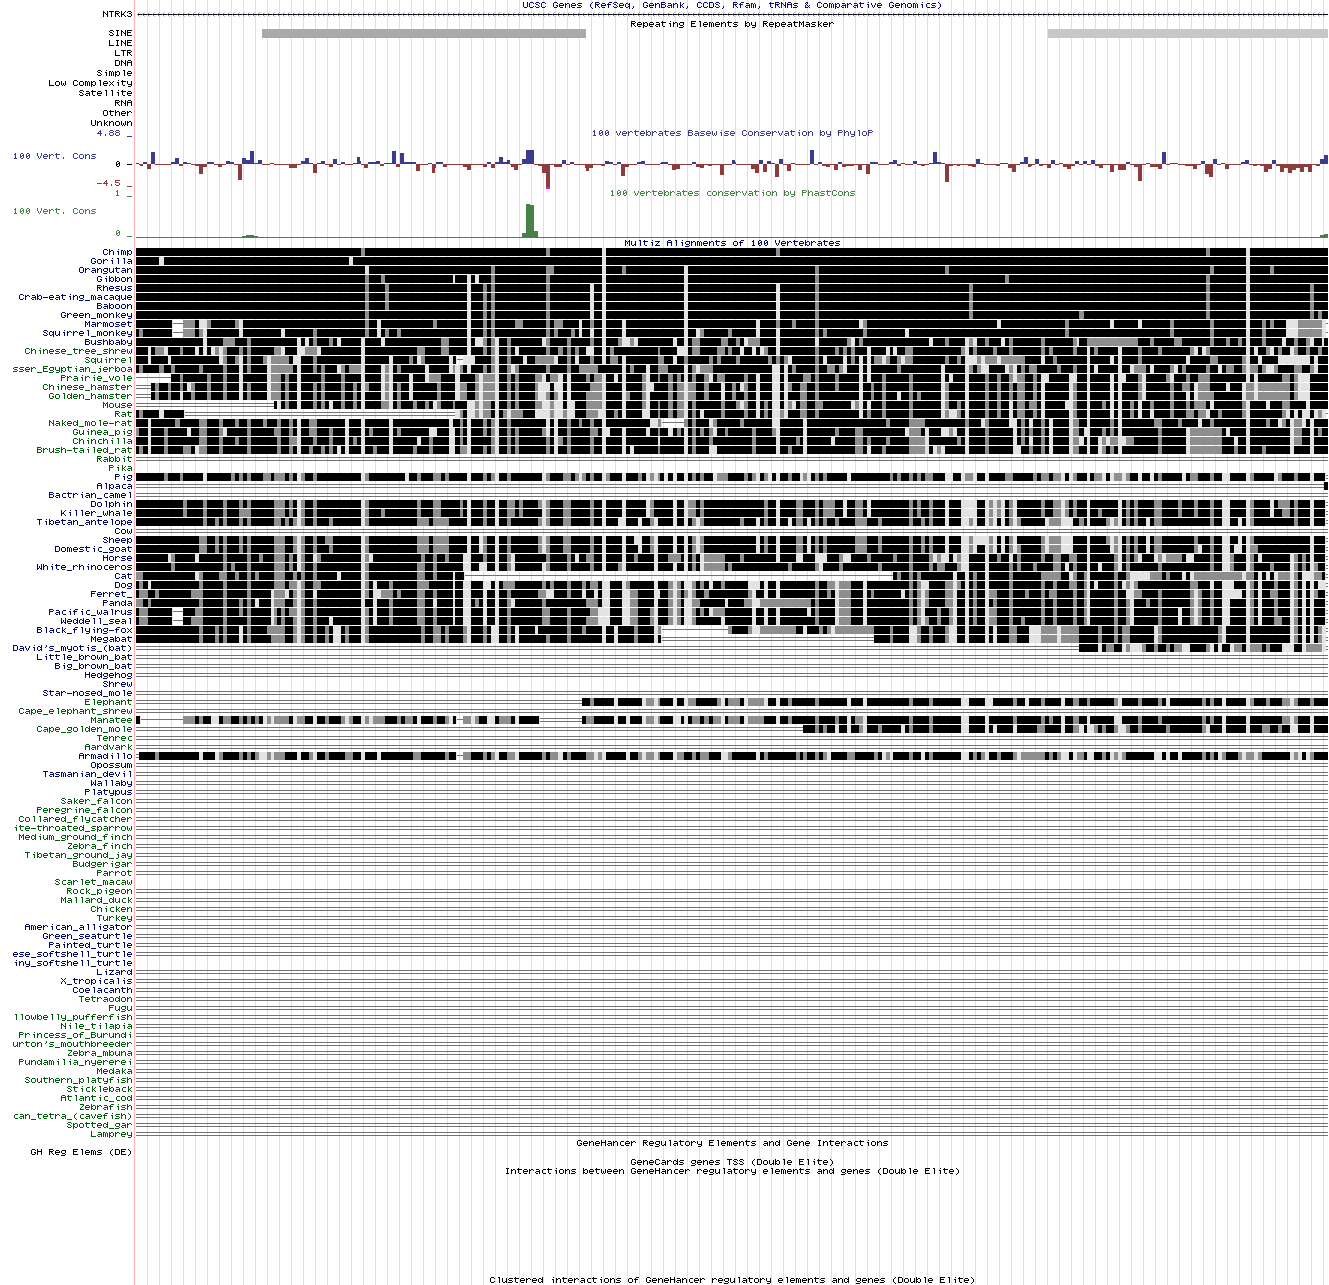 UCSC Genes (RefSeq, GenBank, CCDS, Rfam, tRNAs & Comparative Genomics)
NTRK3
Repeating Elements by RepeatMasker
SINE
LINE
LTR
DNA
Simple
Low Complexity
Satellite
RNA
Other
Unknown
4.88 _
100 vertebrates Basewise Conservation by PhyloP
100 Vert. Cons
0 _
-4.5 _
100 vertebrates conservation by PhastCons
1 _
100 Vert. Cons
0 _
Multiz Alignments of 100 Vertebrates
Chimp
Gorilla
Orangutan
Gibbon
Rhesus
Crab-eating_macaque
Baboon
Green_monkey
Marmoset
Squirrel_monkey
Bushbaby
Chinese_tree_shrew
Squirrel
sser_Egyptian_jerboa
Prairie_vole
Chinese_hamster
Golden_hamster
Mouse
Rat
Naked_mole-rat
Guinea_pig
Chinchilla
Brush-tailed_rat
Rabbit
Pika
Pig
Alpaca
Bactrian_camel
Dolphin
Killer_whale
Tibetan_antelope
Cow
Sheep
Domestic_goat
Horse
White_rhinoceros
Cat
Dog
Ferret_
Panda
Pacific_walrus
Weddell_seal
Black_flying-fox
Megabat
David's_myotis_(bat)
Little_brown_bat
Big_brown_bat
Hedgehog
Shrew
Star-nosed_mole
Elephant
Cape_elephant_shrew
Manatee
Cape_golden_mole
Tenrec
Aardvark
Armadillo
Opossum
Tasmanian_devil
Wallaby
Platypus
Saker_falcon
Peregrine_falcon
Collared_flycatcher
ite-throated_sparrow
Medium_ground_finch
Zebra_finch
Tibetan_ground_jay
Budgerigar
Parrot
Scarlet_macaw
Rock_pigeon
Mallard_duck
Chicken
Turkey
American_alligator
Green_seaturtle
Painted_turtle
ese_softshell_turtle
iny_softshell_turtle
Lizard
X_tropicalis
Coelacanth
Tetraodon
Fugu
llowbelly_pufferfish
Nile_tilapia
Princess_of_Burundi
urton's_mouthbreeder
Zebra_mbuna
Pundamilia_nyererei
Medaka
Southern_platyfish
Stickleback
Atlantic_cod
Zebrafish
can_tetra_(cavefish)
Spotted_gar
Lamprey
GeneHancer Regulatory Elements and Gene Interactions
GH Reg Elems (DE)
GeneCards genes TSS (Double Elite)
Interactions between GeneHancer regulatory elements and genes (Double Elite)
Clustered interactions of GeneHancer regulatory elements and genes (Double Elite)